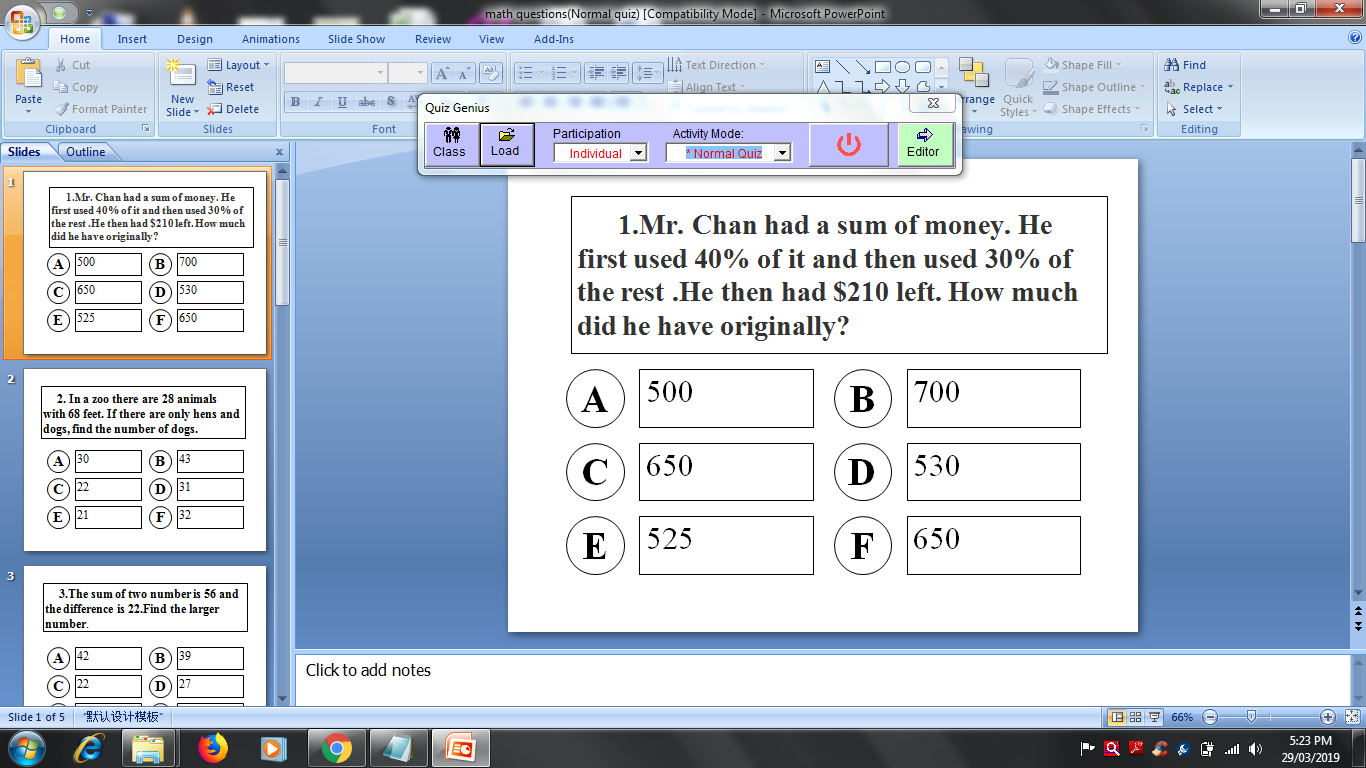 math questions(Normal quiz) [Compatibility Mode] - Microsoft PowerPoint
Home Insert Design Animations Slide Show Review View Add-Ins
Paste
Cut
Copy
Format Painter
Clipboard
New Slide
Layout
Reset
Delete
Slides
B I U abc S
Font
Text Direction
Align Text
Quick Styles
Shape Fill
Shape Outline
Shape Effects
Find
Replace
Select
Editing
Quiz Genius
Class
Load
Participation
Individual
Activity Mode:
* Normal Quiz
Editor
Slides Outline x
1
1.Mr. Chan had a sum of money. He
first used 40% of it and then used 30% of
the rest .He then had $210 left. How much
did he have originally?
A 500 B 700
C 650 D 530
E 525 F 650
2
2. In a zoo there are 28 animals
with 68 feet. If there are only hens and
dogs, find the number of dogs.
A 30 B 43
C 22 D 31
E 21 F 32
3
3.The sum of two number is 56 and
the difference is 22.Find the larger
number.
A 42 B 39
C 22 D 27
1.Mr. Chan had a sum of money. He
first used 40% of it and then used 30% of
the rest .He then had $210 left. How much
did he have originally?
A 500 B 700
C 650 D 530
E 525 F 650
Click to add notes
Slide 1 of 5 "默认设计模板" 66%
5:23 PM
29/03/2019